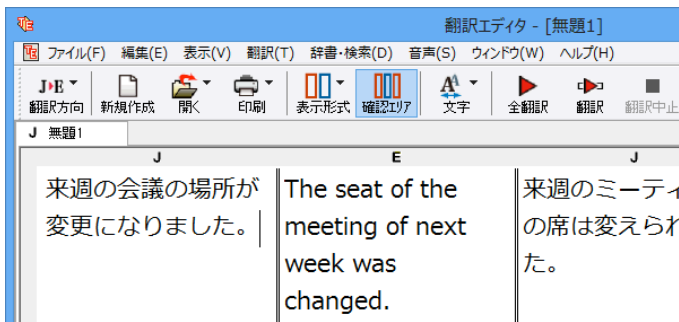 翻訳エディタ - [無題1]
ファイル(F) 編集(E) 表示(V) 翻訳(T) 辞書・検索(D) 音声(S) ウィンドウ(W) ヘルプ(H)
J▸E
翻訳方向 新規作成 開く 印刷 表示形式 確認エリア 文字 全翻訳 翻訳 翻訳中止
J 無題1
J E J
来週の会議の場所が
変更になりました。
The seat of the
meeting of next
week was
changed.
来週のミーティ
の席は変えられ
た。